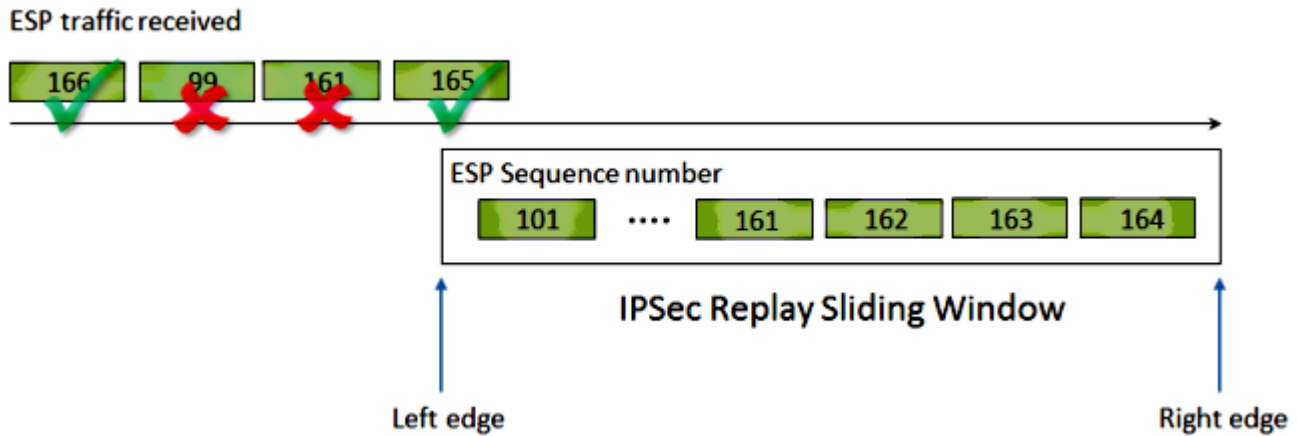 ESP traffic received
166 99 161 165
ESP Sequence number
101 .... 161 162 163 164
IPSec Replay Sliding Window
Left edge Right edge